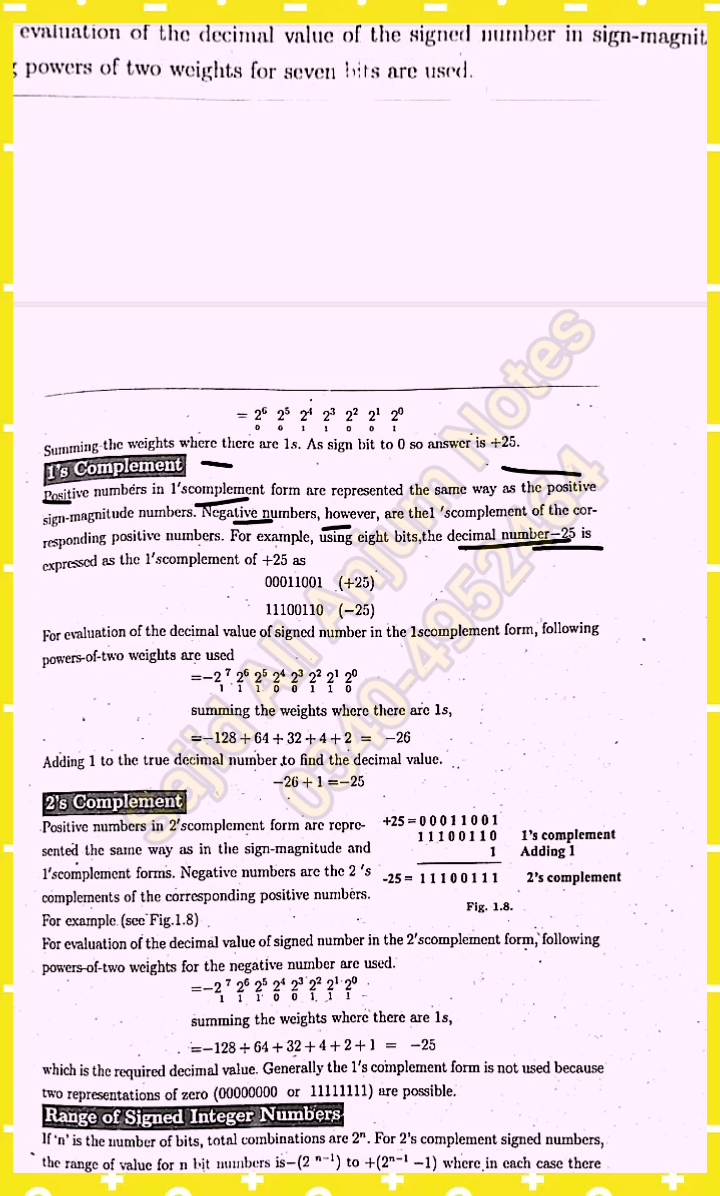 evaluation of the decimal value of the signed number in sign-magnit
powers of two weights for seven bits are used.
= 2⁶ 2⁵ 2⁴ 2³ 2² 2¹ 2⁰
0 0 1 1 0 0 1
Summing the weights where there are 1s. As sign bit to 0 so answer is +25.
1's Complement
Positive numbers in 1'scomplement form are represented the same way as the positive
sign-magnitude numbers. Negative numbers, however, are the1 'scomplement of the cor-
responding positive numbers. For example, using eight bits,the decimal number–25 is
expressed as the 1'scomplement of +25 as
00011001 (+25)
11100110 (–25)
For evaluation of the decimal value of signed number in the 1scomplement form, following
powers-of-two weights are used
=–2⁷ 2⁶ 2⁵ 2⁴ 2³ 2² 2¹ 2⁰
1 1 1 0 0 1 1 0
summing the weights where there are 1s,
=–128 + 64 + 32 + 4 + 2 = –26
Adding 1 to the true decimal number to find the decimal value.
–26 + 1 =–25
2's Complement
Positive numbers in 2'scomplement form are repre-
sented the same way as in the sign-magnitude and
1'scomplement forms. Negative numbers are the 2 's
complements of the corresponding positive numbers.
For example (see Fig.1.8)
+25 = 0 0 0 1 1 0 0 1
1 1 1 0 0 1 1 0 1's complement
1 Adding 1
-25 = 1 1 1 0 0 1 1 1 2's complement
Fig. 1.8.
For evaluation of the decimal value of signed number in the 2'scomplement form, following
powers-of-two weights for the negative number are used.
=–2⁷ 2⁶ 2⁵ 2⁴ 2³ 2² 2¹ 2⁰
1 1 1 0 0 1 1 1
summing the weights where there are 1s,
=–128 + 64 + 32 + 4 + 2 + 1 = –25
which is the required decimal value. Generally the 1's complement form is not used because
two representations of zero (00000000 or 11111111) are possible.
Range of Signed Integer Numbers
If 'n' is the number of bits, total combinations are 2ⁿ. For 2's complement signed numbers,
the range of value for n bit numbers is–(2 ⁿ⁻¹) to +(2ⁿ⁻¹ –1) where in each case there
Sajid Ali Anjum Notes
0340-4952464